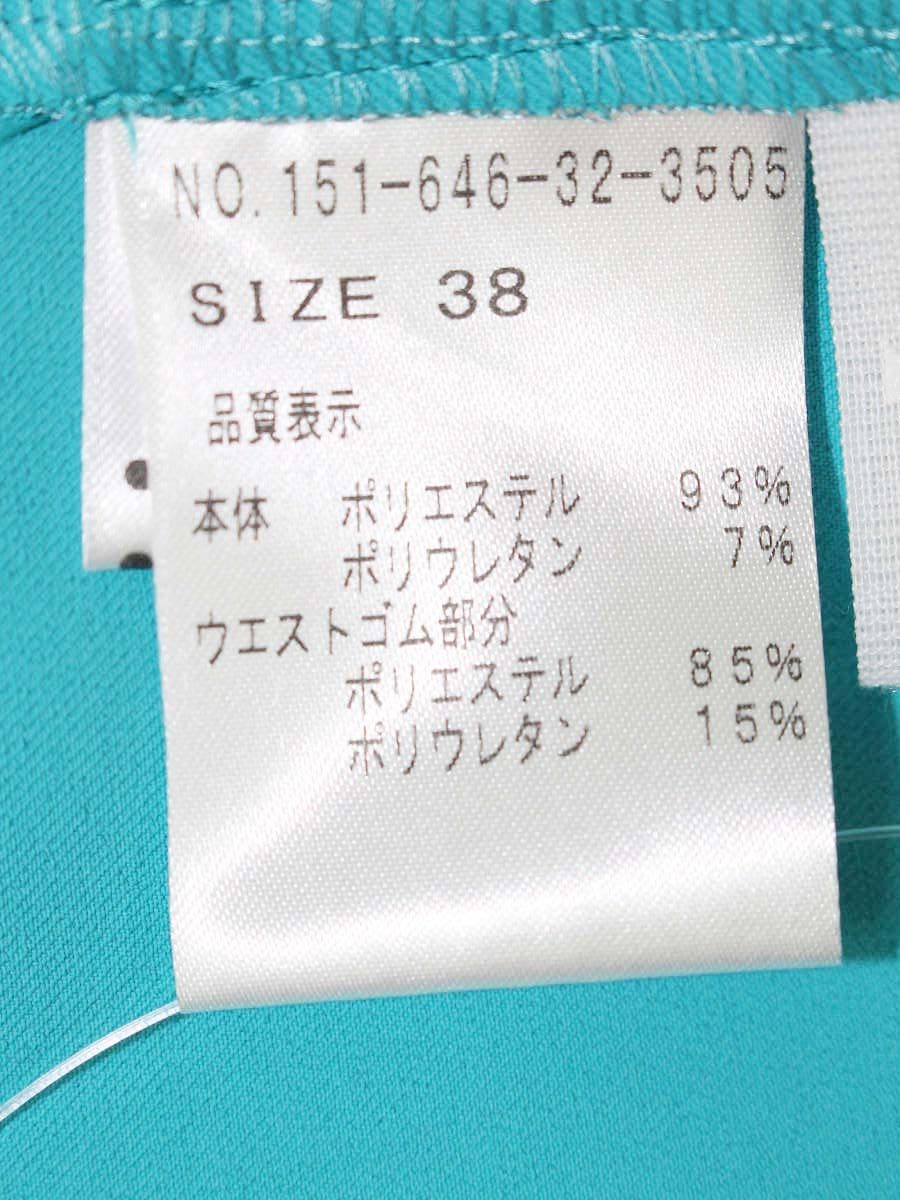 NO. 151-646-32-3505
SIZE 38
品質表示
本体 ポリエステル 93%
ポリウレタン 7%
ウエストゴム部分
ポリエステル 85%
ポリウレタン 15%